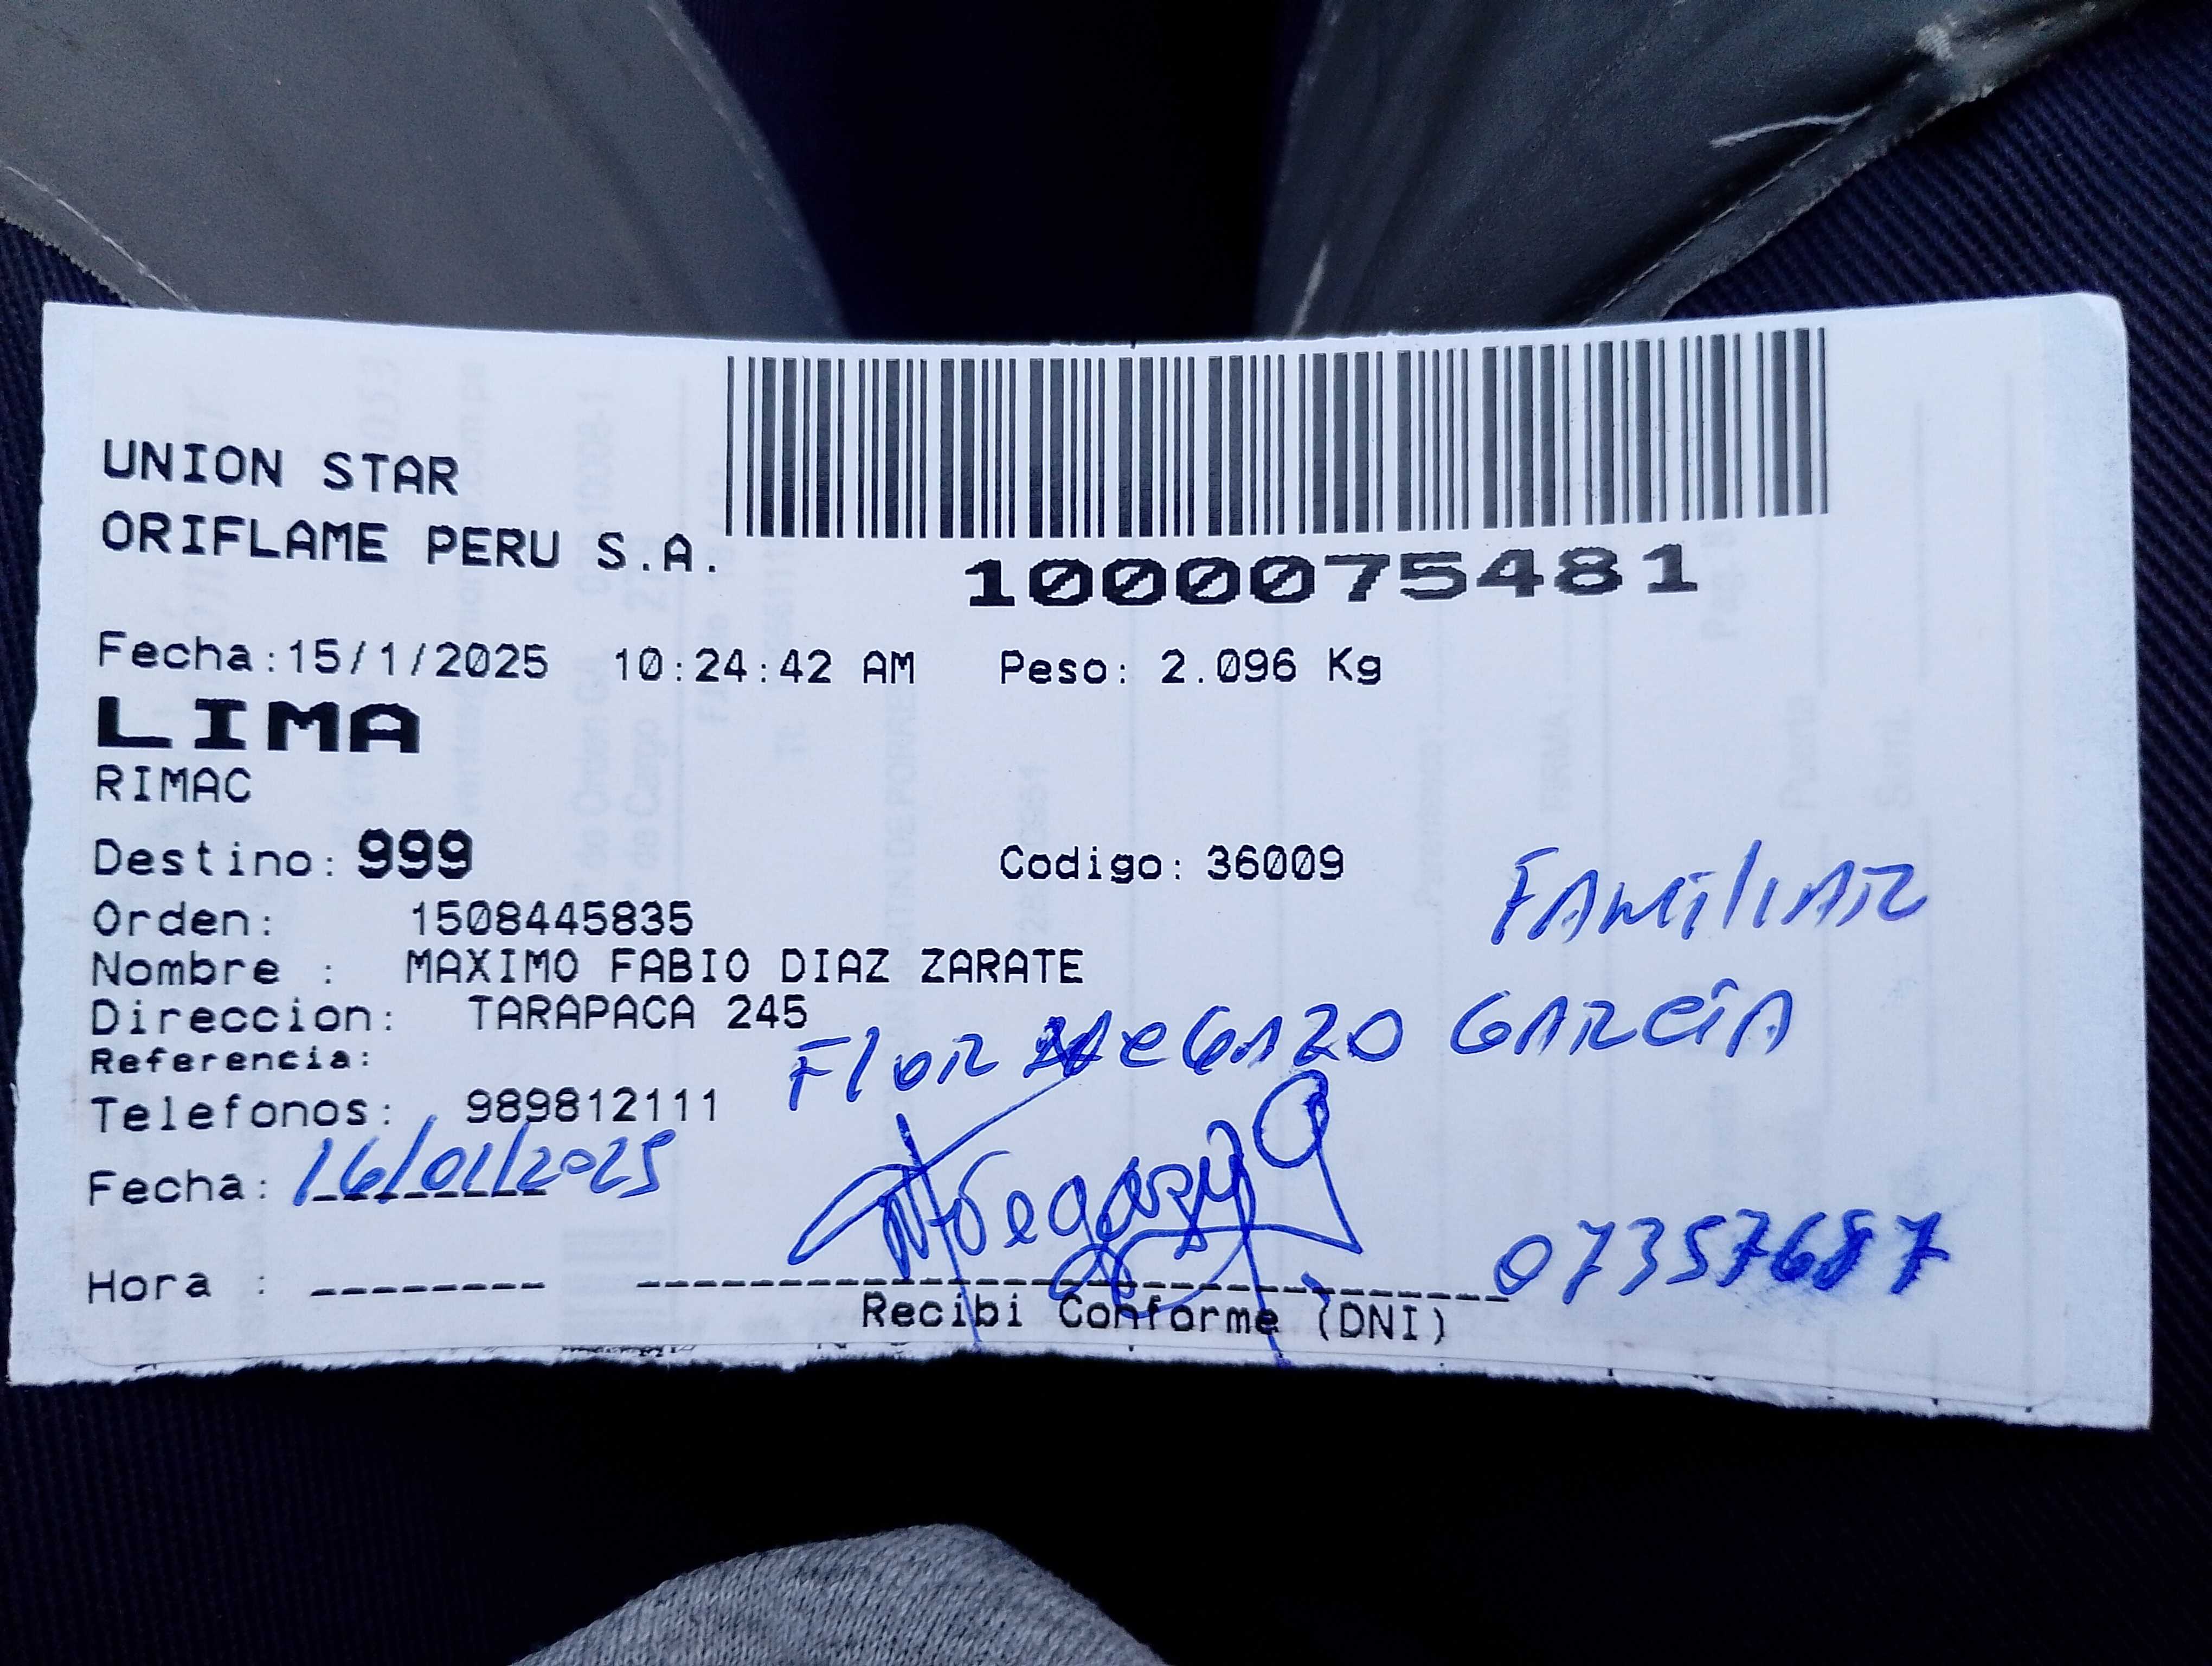 UNION STAR
ORIFLAME PERU S.A.
1000075481
Fecha:15/1/2025 10:24:42 AM Peso: 2.096 Kg
LIMA
RIMAC
Destino: 999 Codigo: 36009
FAMILIAR
Orden: 1508445835
Nombre : MAXIMO FABIO DIAZ ZARATE
Direccion: TARAPACA 245
FLOR NEGAZO GARCÍA
Referencia:
Telefonos: 989812111
Fecha: 16/01/2025
07357687
Hora : --------
Recibi Conforme (DNI)